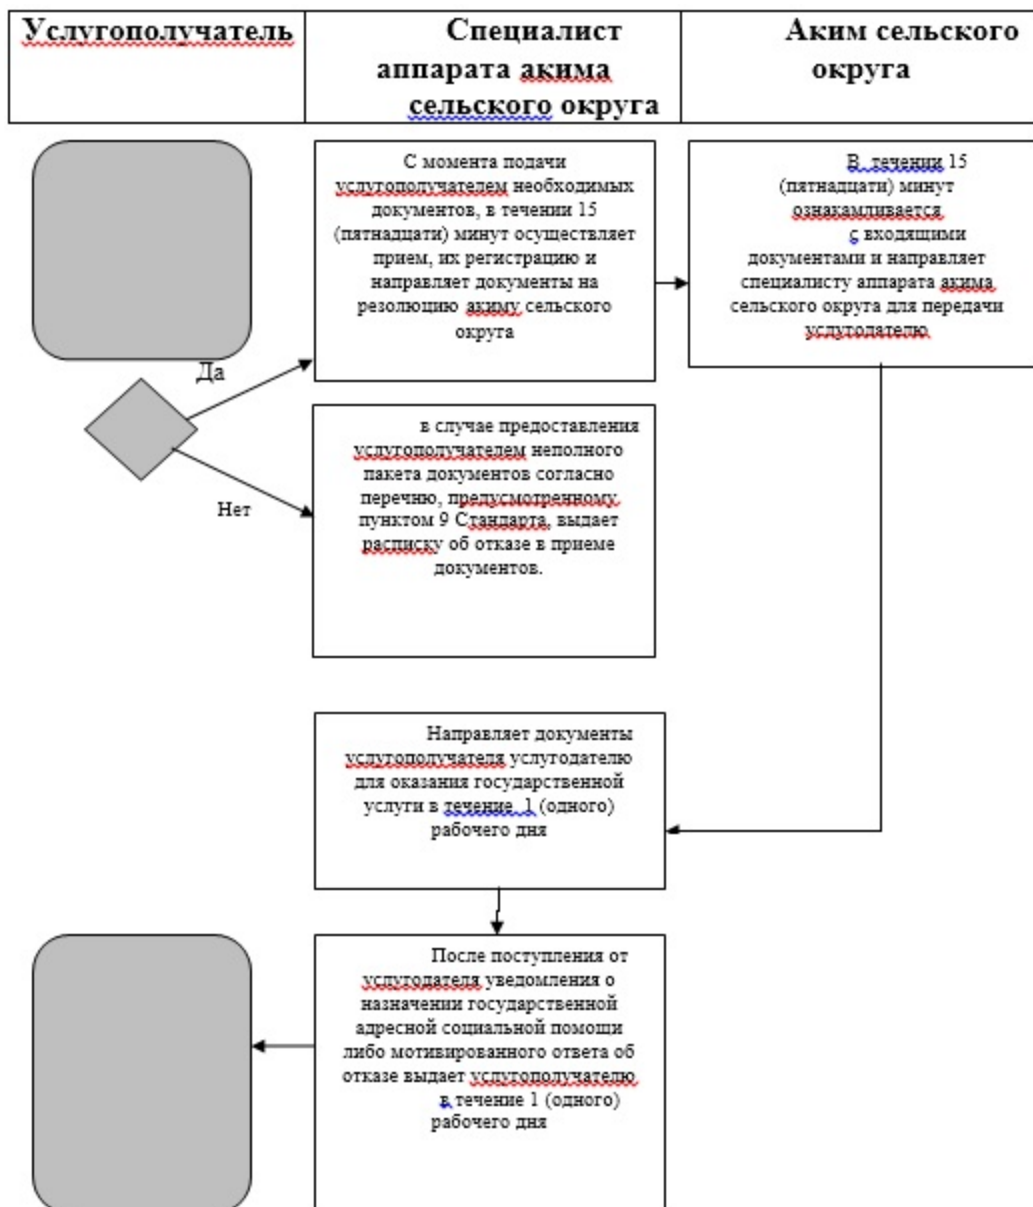 Услугополучатель
Специалист
аппарата акима
сельского округа
Аким сельского
округа
С момента подачи
услугополучателем необходимых
документов, в течении 15
(пятнадцати) минут осуществляет
прием, их регистрацию и
направляет документы на
резолюцию акиму сельского
округа
В течении 15
(пятнадцати) минут
ознакамливается
с входящими
документами и направляет
специалисту аппарата акима
сельского округа для передачи
услугодателю
Да
Нет
в случае предоставления
услугополучателем неполного
пакета документов согласно
перечню, предусмотренному
пунктом 9 Стандарта, выдает
расписку об отказе в приеме
документов.
Направляет документы
услугополучателя услугодателю
для оказания государственной
услуги в течение 1 (одного)
рабочего дня
После поступления от
услугодателя уведомления о
назначении государственной
адресной социальной помощи
либо мотивированного ответа об
отказе выдает услугополучателю
в течение 1 (одного)
рабочего дня